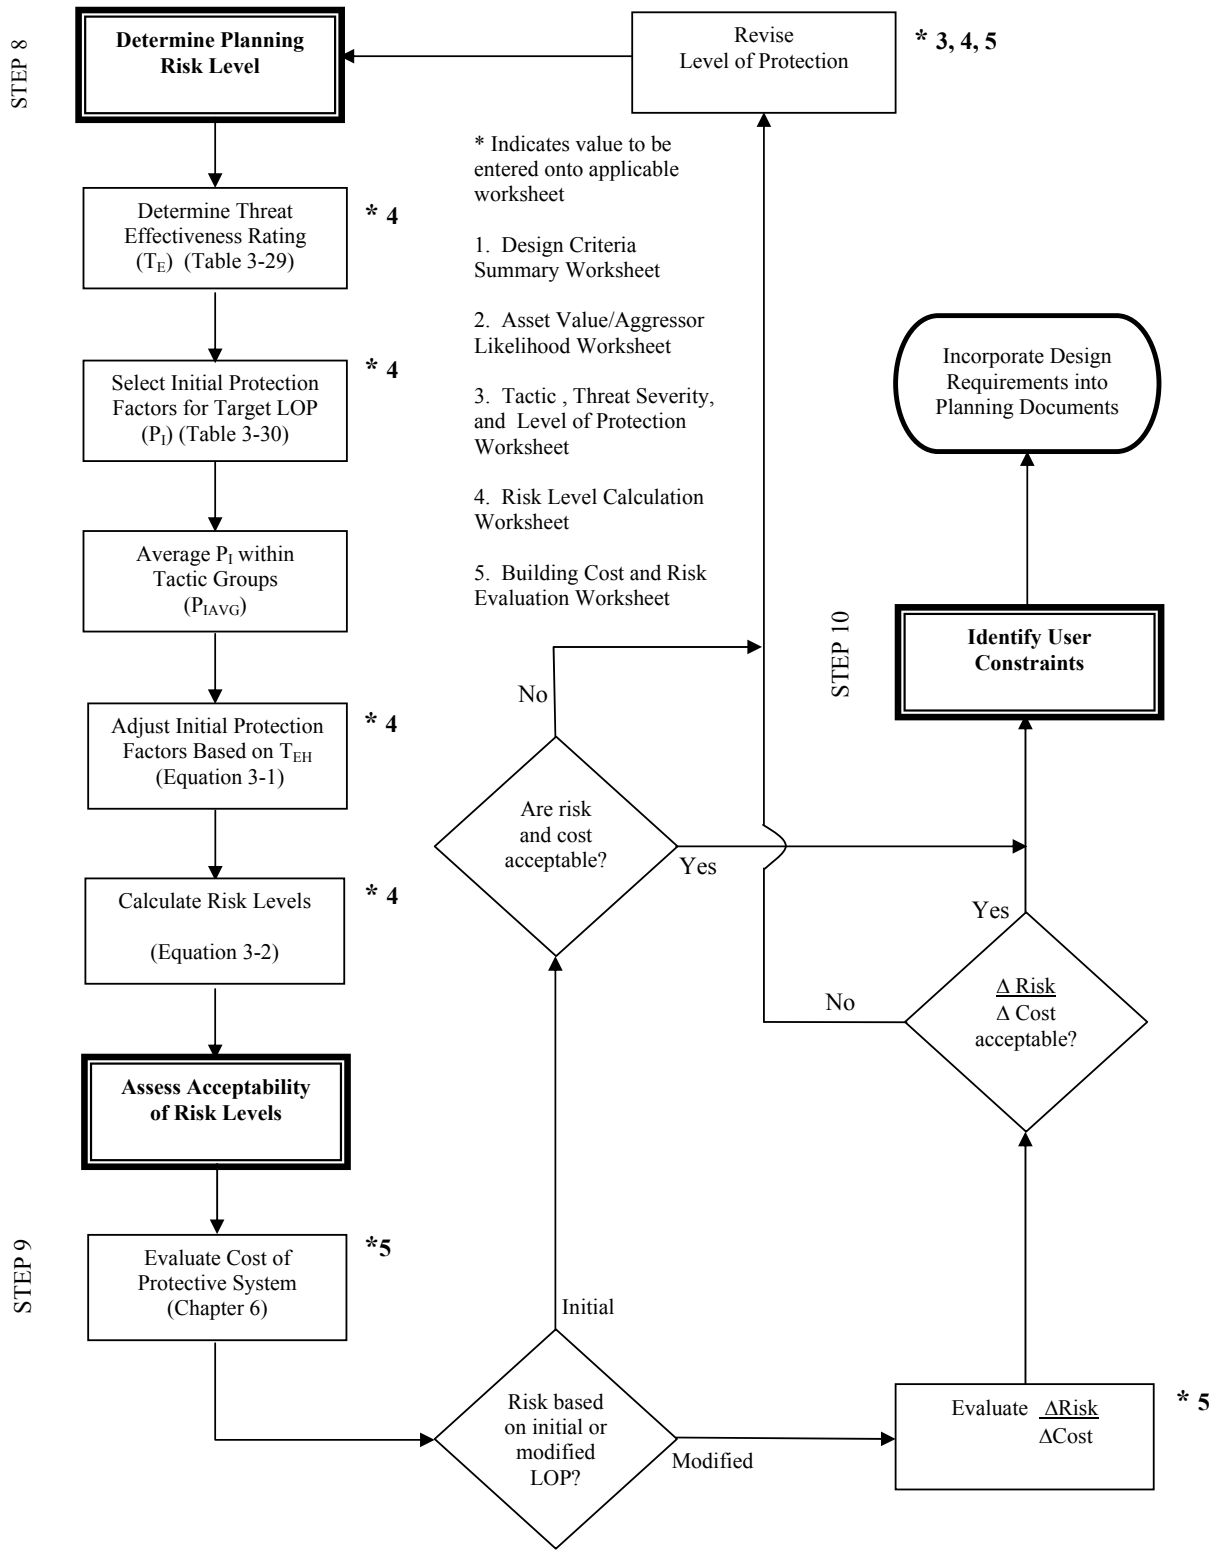 STEP 8
Determine Planning
Risk Level
Revise
Level of Protection
* 3, 4, 5
* Indicates value to be
entered onto applicable
worksheet
1. Design Criteria
Summary Worksheet
2. Asset Value/Aggressor
Likelihood Worksheet
3. Tactic , Threat Severity,
and Level of Protection
Worksheet
4. Risk Level Calculation
Worksheet
5. Building Cost and Risk
Evaluation Worksheet
Determine Threat
Effectiveness Rating
(TE) (Table 3-29)
* 4
Select Initial Protection
Factors for Target LOP
(PI) (Table 3-30)
* 4
Average PI within
Tactic Groups
(PIAVG)
Adjust Initial Protection
Factors Based on TEH
(Equation 3-1)
* 4
Calculate Risk Levels
(Equation 3-2)
* 4
Assess Acceptability
of Risk Levels
STEP 9
Evaluate Cost of
Protective System
(Chapter 6)
*5
Risk based
on initial or
modified
LOP?
Initial
Modified
Are risk
and cost
acceptable?
No
Yes
Evaluate ΔRisk
ΔCost
* 5
Δ Risk
Δ Cost
acceptable?
No
Yes
STEP 10
Identify User
Constraints
Incorporate Design
Requirements into
Planning Documents